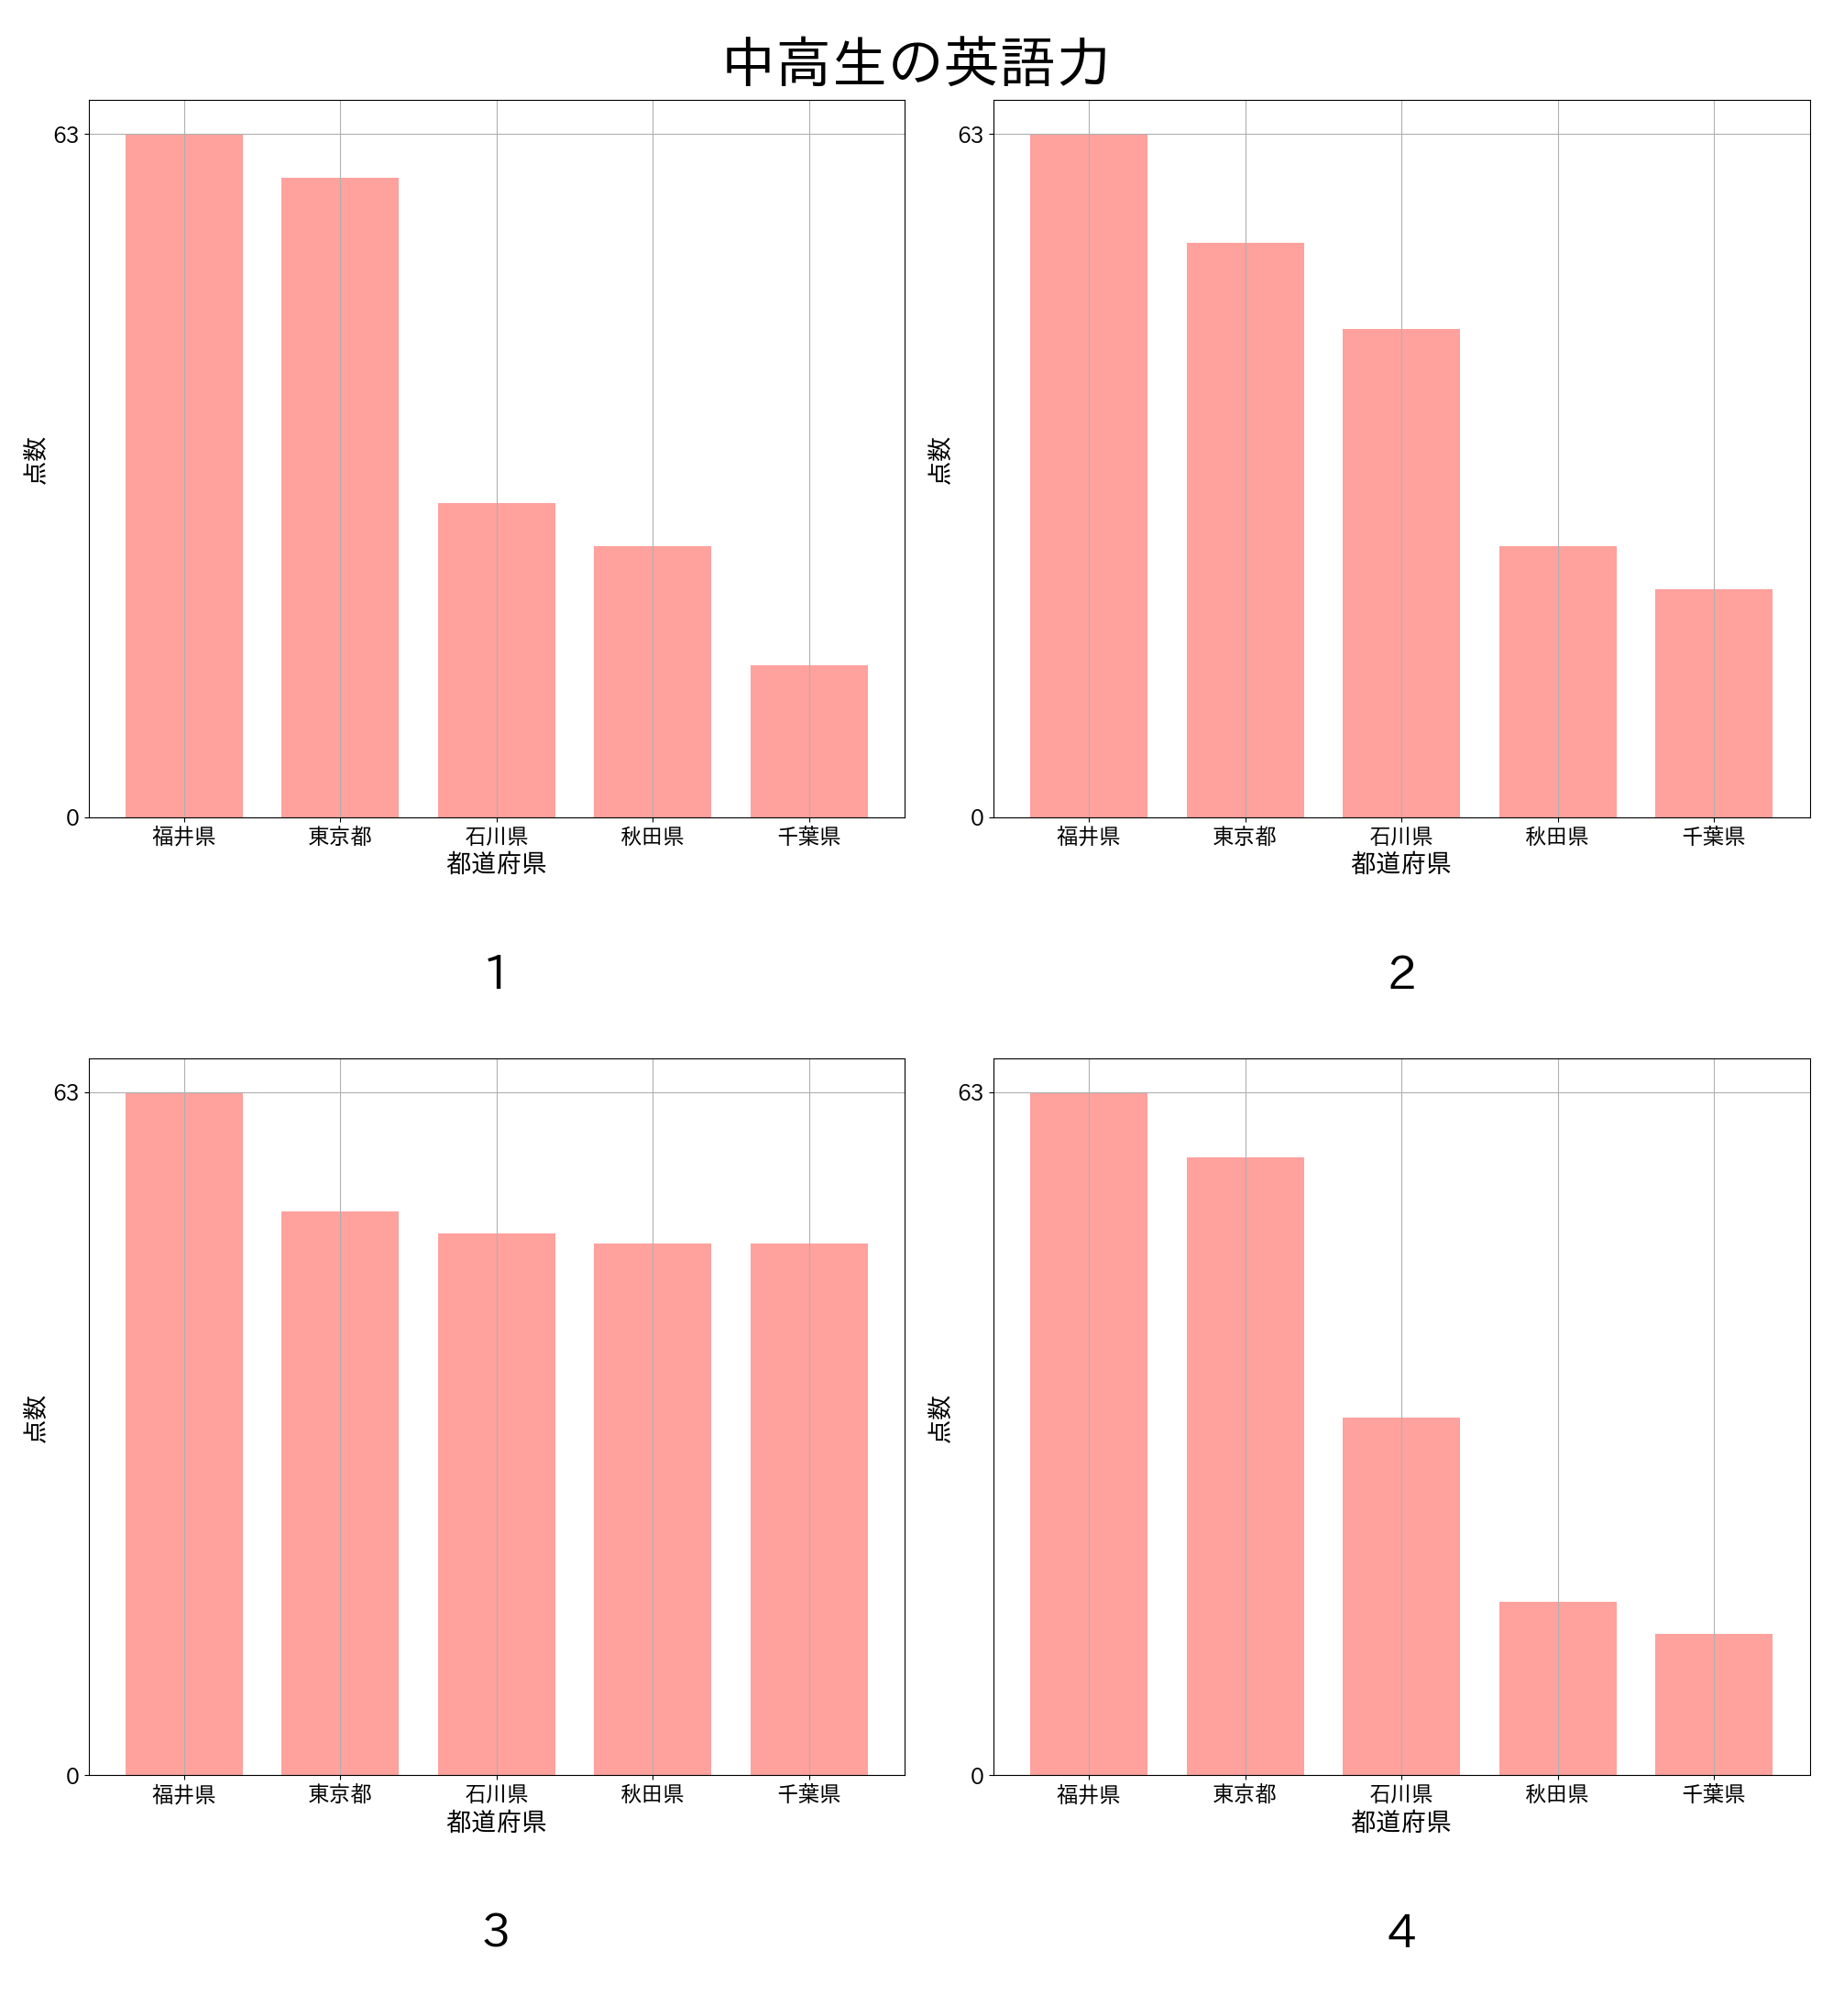 中高生の英語力
63
0
点数
福井県 東京都 石川県 秋田県 千葉県
都道府県
1
63
0
点数
福井県 東京都 石川県 秋田県 千葉県
都道府県
2
63
0
点数
福井県 東京都 石川県 秋田県 千葉県
都道府県
3
63
0
点数
福井県 東京都 石川県 秋田県 千葉県
都道府県
4